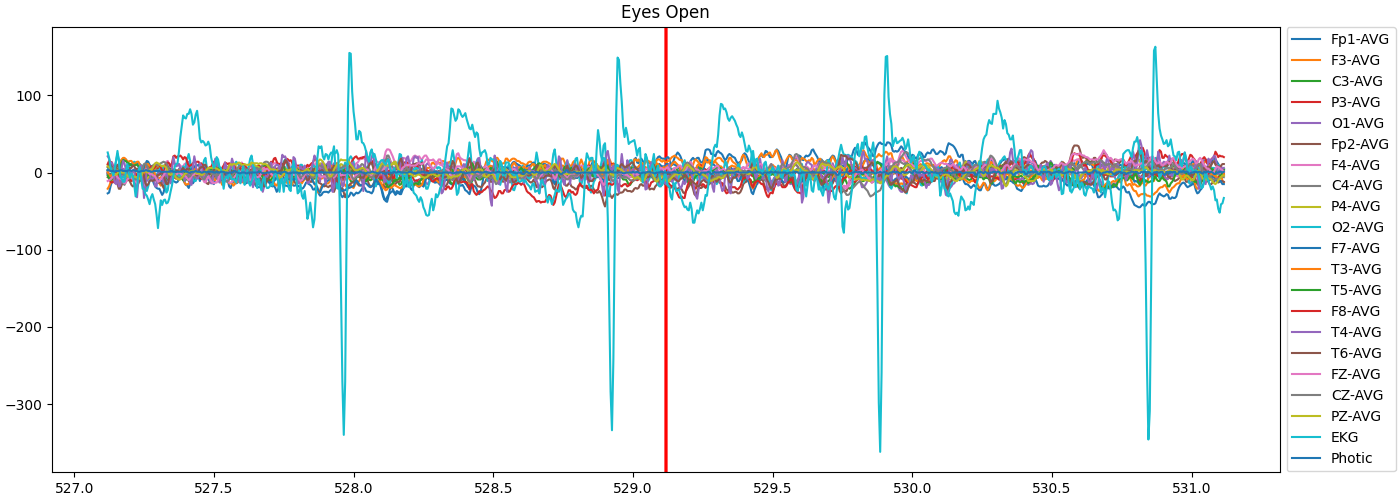 Eyes Open
100
0
−100
−200
−300
527.0 527.5 528.0 528.5 529.0 529.5 530.0 530.5 531.0
Fp1-AVG
F3-AVG
C3-AVG
P3-AVG
O1-AVG
Fp2-AVG
F4-AVG
C4-AVG
P4-AVG
O2-AVG
F7-AVG
T3-AVG
T5-AVG
F8-AVG
T4-AVG
T6-AVG
FZ-AVG
CZ-AVG
PZ-AVG
EKG
Photic